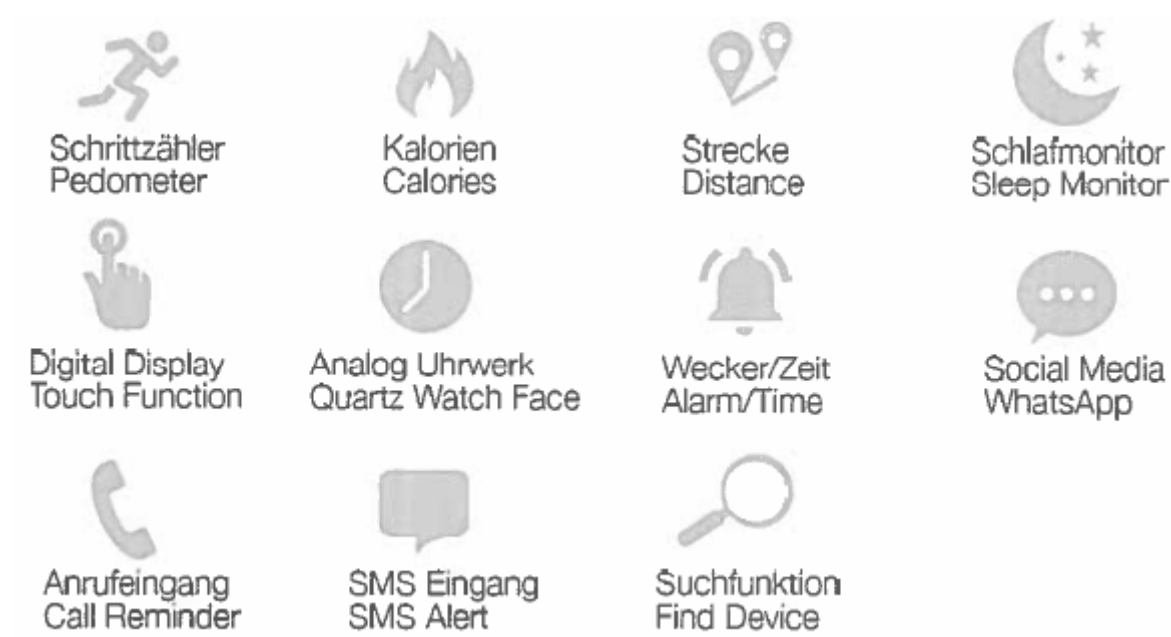 Schrittzähler
Pedometer
Kalorien
Calories
Strecke
Distance
Schlafmonitor
Sleep Monitor
Digital Display
Touch Function
Analog Uhrwerk
Quartz Watch Face
Wecker/Zeit
Alarm/Time
Social Media
WhatsApp
Anrufeingang
Call Reminder
SMS Eingang
SMS Alert
Suchfunktion
Find Device